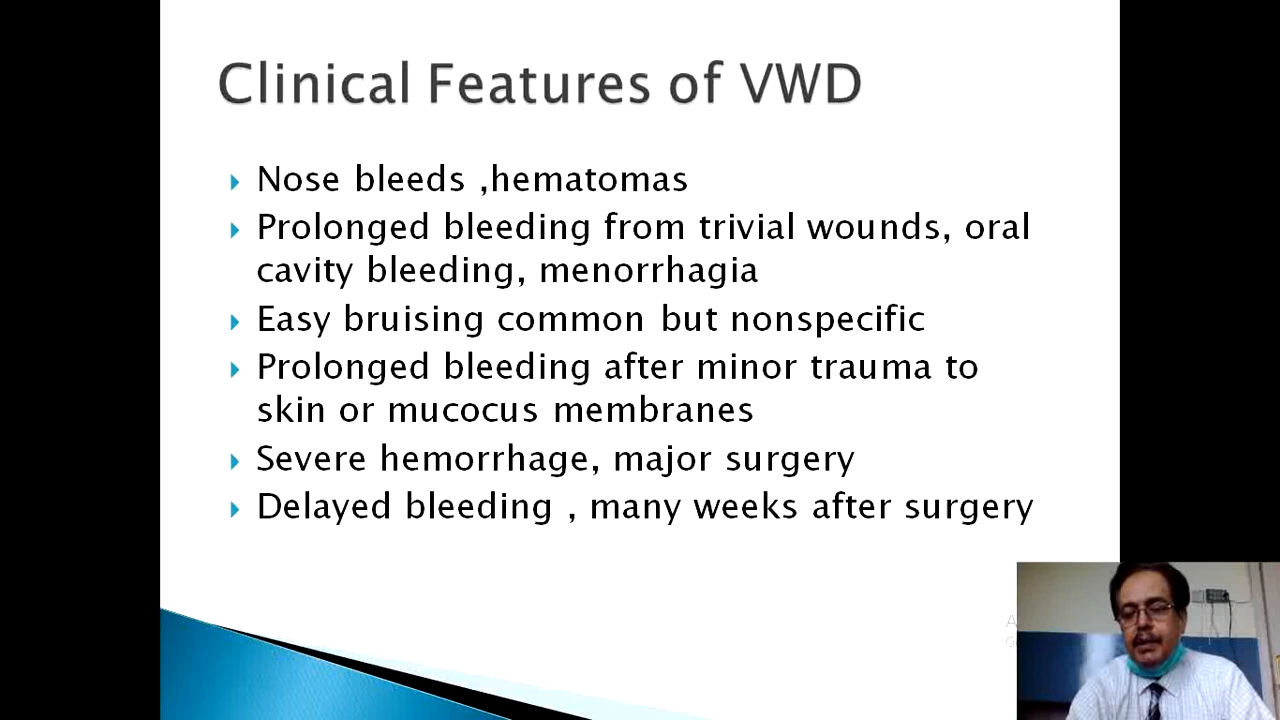 Clinical Features of VWD
Nose bleeds ,hematomas
Prolonged bleeding from trivial wounds, oral
cavity bleeding, menorrhagia
Easy bruising common but nonspecific
Prolonged bleeding after minor trauma to
skin or mucocus membranes
Severe hemorrhage, major surgery
Delayed bleeding , many weeks after surgery